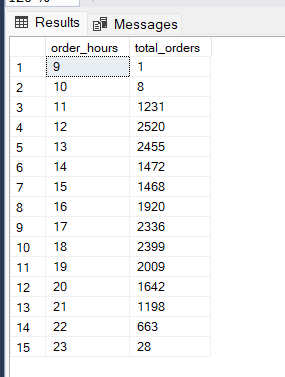 Results Messages
order_hours total_orders
1 9 1
2 10 8
3 11 1231
4 12 2520
5 13 2455
6 14 1472
7 15 1468
8 16 1920
9 17 2336
10 18 2399
11 19 2009
12 20 1642
13 21 1198
14 22 663
15 23 28